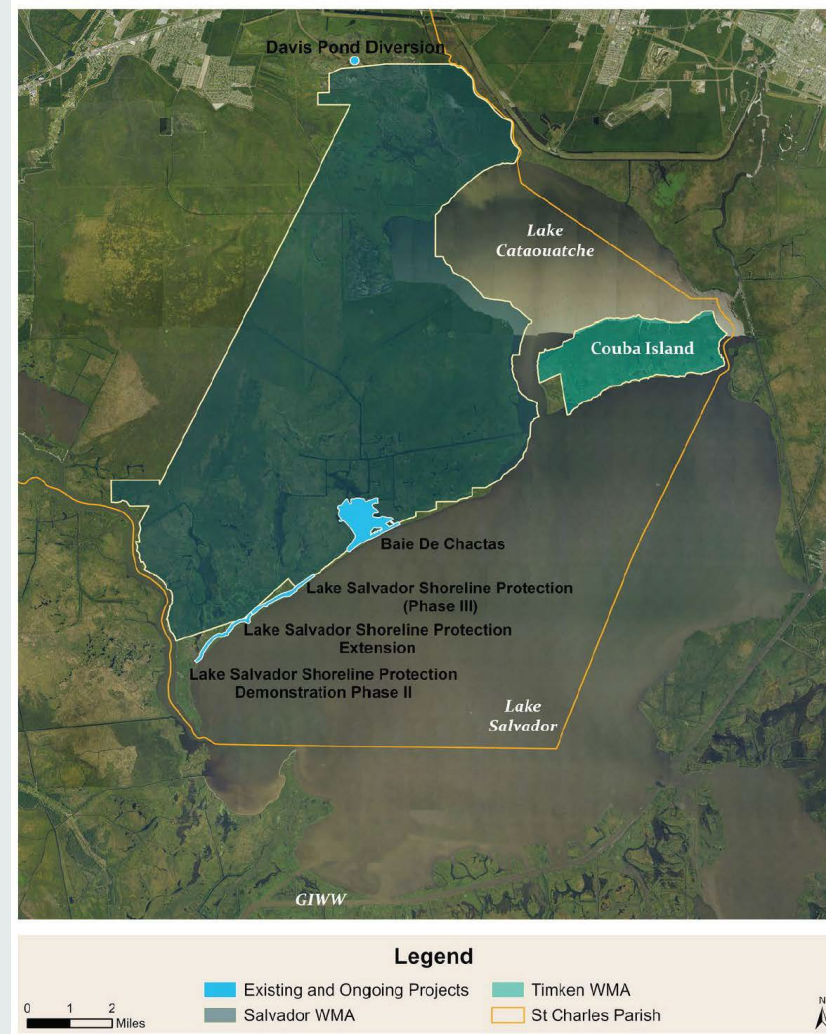 Davis Pond Diversion
Lake
Cataouatche
Couba Island
Baie De Chactas
Lake Salvador Shoreline Protection
(Phase III)
Lake Salvador Shoreline Protection
Extension
Lake Salvador Shoreline Protection
Demonstration Phase II
Lake
Salvador
GIWW
Legend
Existing and Ongoing Projects
Timken WMA
Salvador WMA
St Charles Parish
0 1 2
Miles
N